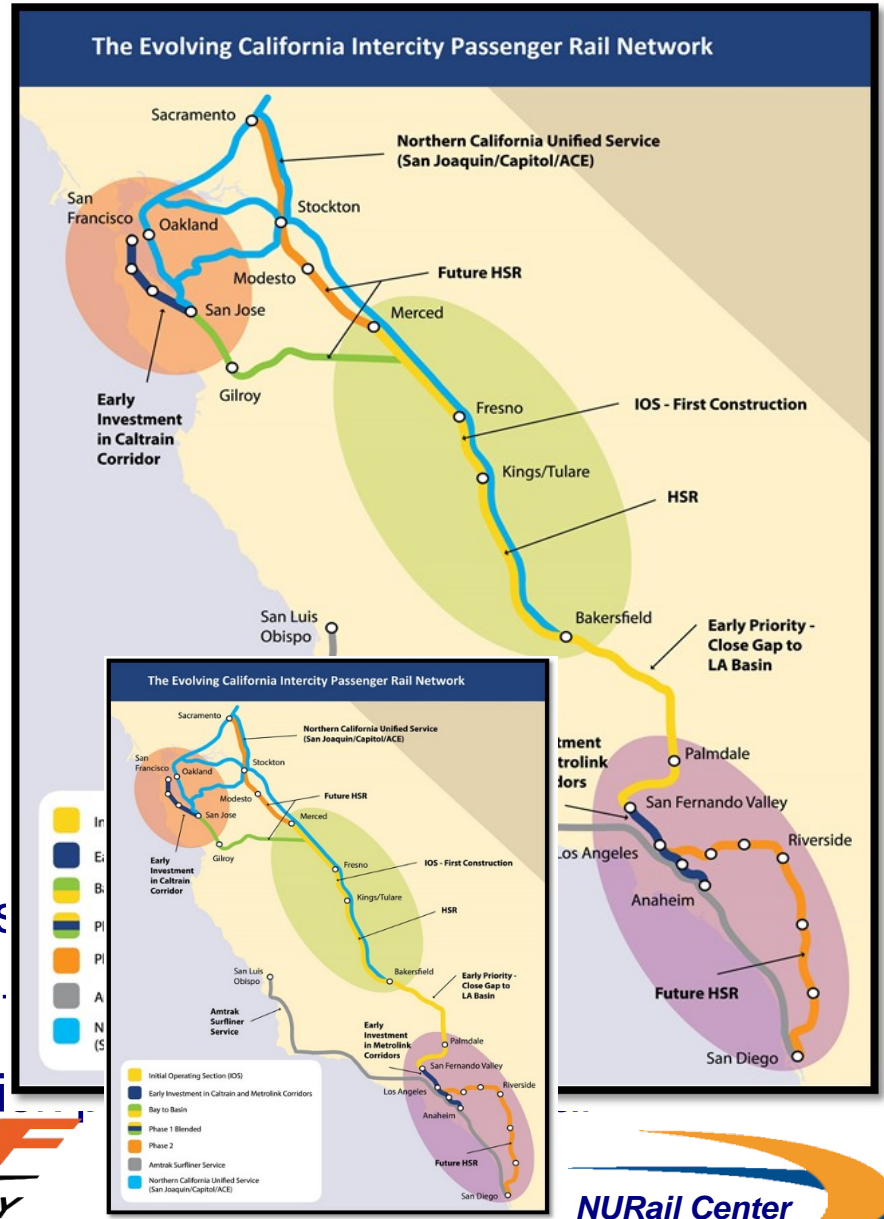 The Evolving California Intercity Passenger Rail Network
Sacramento
Northern California Unified Service
(San Joaquin/Capitol/ACE)
San
Francisco
Oakland
Stockton
Modesto
Future HSR
San Jose
Merced
Early
Investment
in Caltrain
Corridor
Gilroy
Fresno
IOS - First Construction
Kings/Tulare
HSR
San Luis
Obispo
Bakersfield
Early Priority -
Close Gap to
LA Basin
Palmdale
San Fernando Valley
Los Angeles
Riverside
Anaheim
Future HSR
San Diego
The Evolving California Intercity Passenger Rail Network
Sacramento
Northern California Unified Service
(San Joaquin/Capitol/ACE)
San
Francisco
Oakland
Stockton
Modesto
Future HSR
San Jose
Merced
Early
Investment
in Caltrain
Corridor
Gilroy
Fresno
IOS - First Construction
Kings/Tulare
HSR
San Luis
Obispo
Bakersfield
Early Priority -
Close Gap to
LA Basin
Amtrak
Surfliner
Service
Early
Investment
in Metrolink
Corridors
Palmdale
San Fernando Valley
Los Angeles
Riverside
Anaheim
Future HSR
San Diego
Initial Operating Section (IOS)
Early Investment in Caltrain and Metrolink Corridors
Bay to Basin
Phase 1 Blended
Phase 2
Amtrak Surfliner Service
Northern California Unified Service
(San Joaquin/Capitol/ACE)
NURail Center